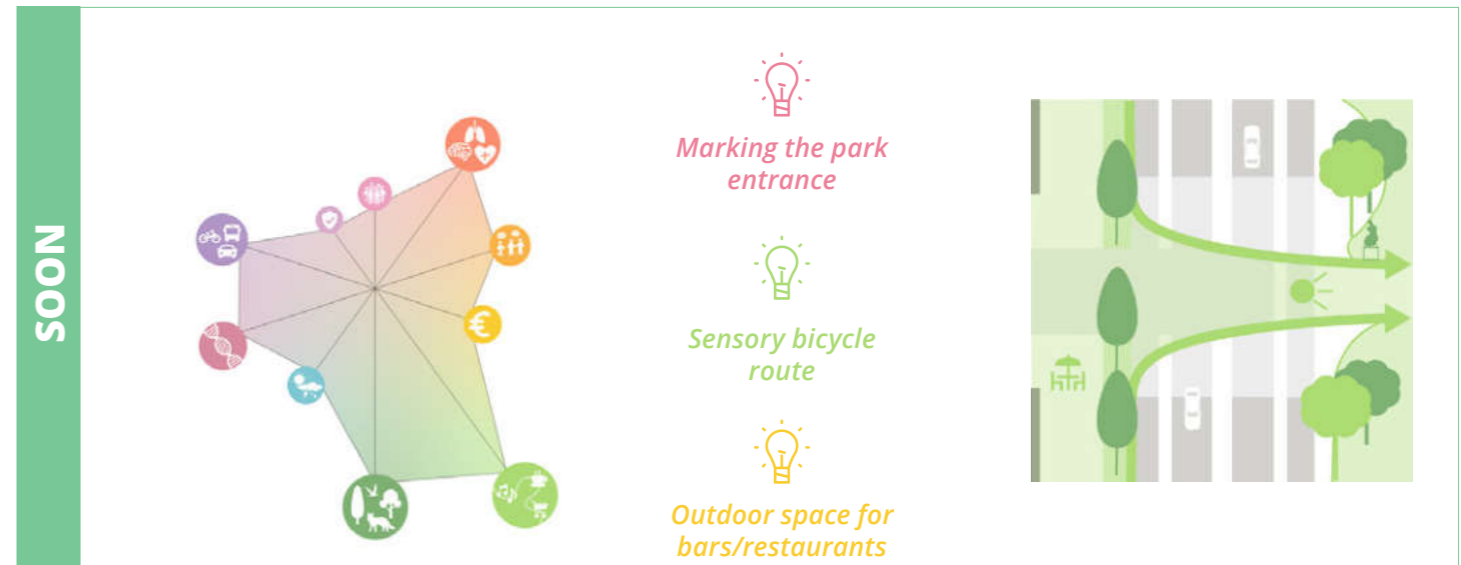 SOON
Marking the park
entrance
Sensory bicycle
route
Outdoor space for
bars/restaurants
€